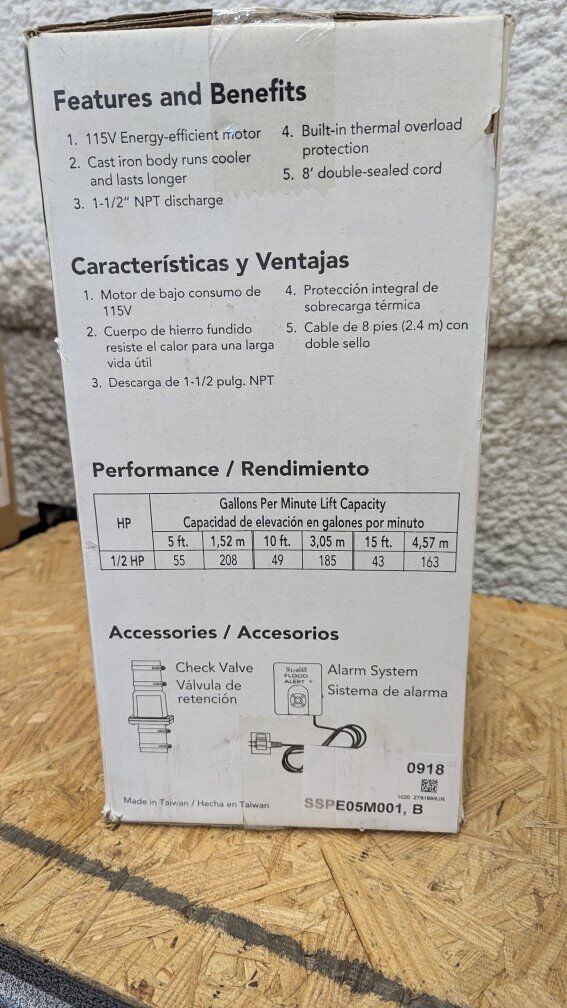 Features and Benefits
1. 115V Energy-efficient motor
2. Cast iron body runs cooler
and lasts longer
3. 1-1/2" NPT discharge
4. Built-in thermal overload
protection
5. 8' double-sealed cord
Características y Ventajas
1. Motor de bajo consumo de
115V
2. Cuerpo de hierro fundido
resiste el calor para una larga
vida útil
3. Descarga de 1-1/2 pulg. NPT
4. Protección integral de
sobrecarga térmica
5. Cable de 8 pies (2.4 m) con
doble sello
Performance / Rendimiento
HP
Gallons Per Minute Lift Capacity
Capacidad de elevación en galones por minuto
5 ft. 1,52 m 10 ft. 3,05 m 15 ft. 4,57 m
1/2 HP 55 208 49 185 43 163
Accessories / Accesorios
Check Valve
Válvula de
retención
FLOOD
ALERT
Alarm System
Sistema de alarma
0918
Made in Taiwan / Hecha en Taiwan
SSPE05M001, B